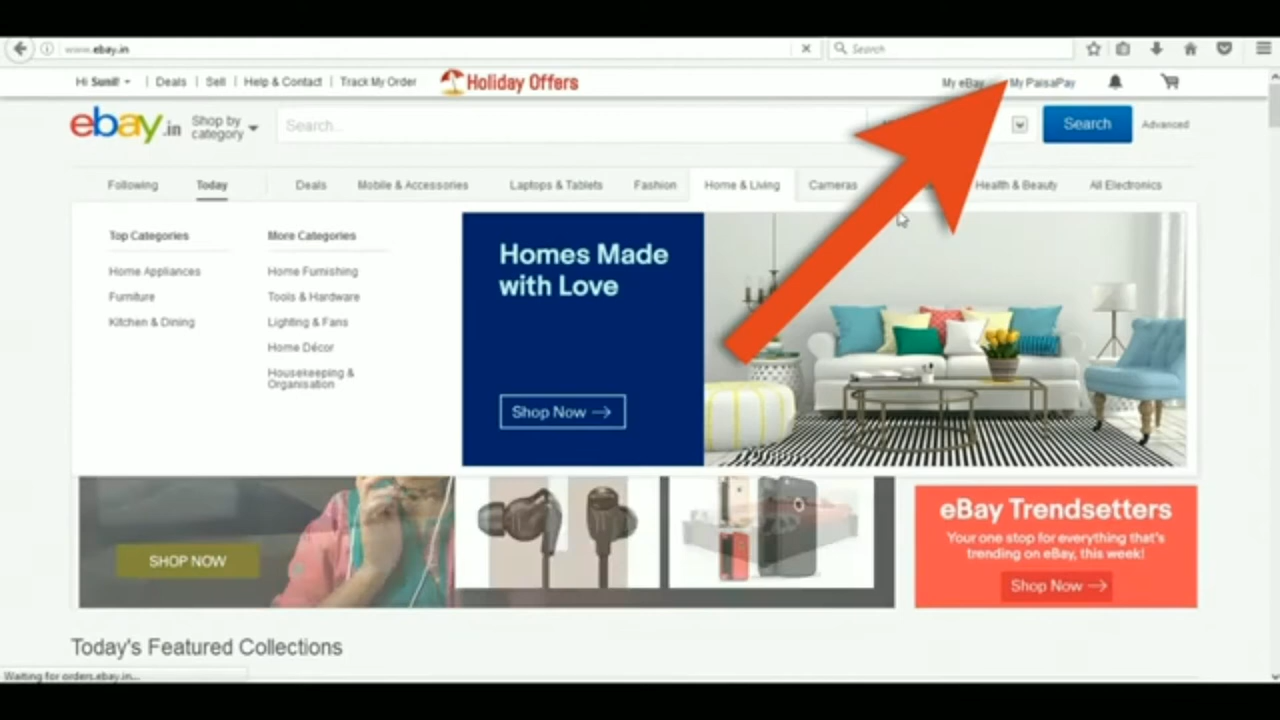 www.ebay.in
Search
Hi Sunil!
Deals
Sell
Help & Contact
Track My Order
Holiday Offers
My eBay
My PaisaPay
ebay.in
Shop by
category
Search...
Search
Advanced
Following
Today
Deals
Mobile & Accessories
Laptops & Tablets
Fashion
Home & Living
Cameras
Health & Beauty
All Electronics
Top Categories
Home Appliances
Furniture
Kitchen & Dining
More Categories
Home Furnishing
Tools & Hardware
Lighting & Fans
Home Décor
Housekeeping &
Organisation
Homes Made
with Love
Shop Now
SHOP NOW
eBay Trendsetters
Your one stop for everything that's
trending on eBay, this week!
Shop Now
Today's Featured Collections
Waiting for orders.ebay.in...